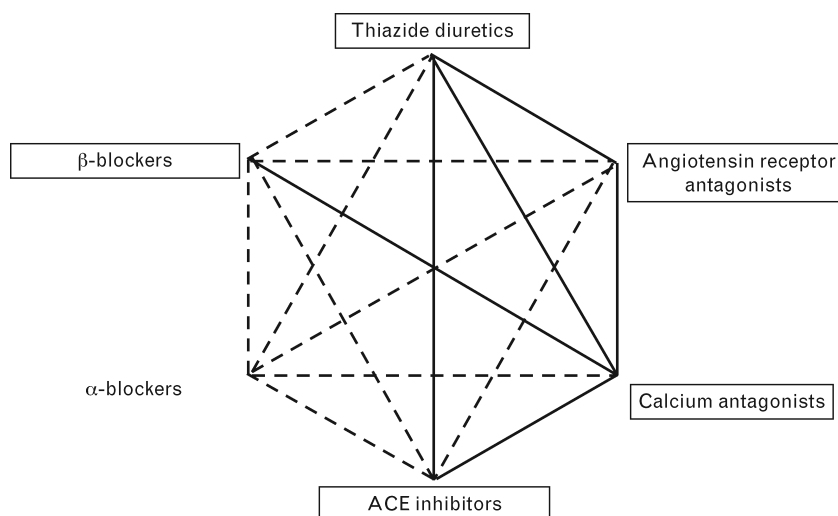 Thiazide diuretics
β-blockers
Angiotensin receptor
antagonists
α-blockers
Calcium antagonists
ACE inhibitors